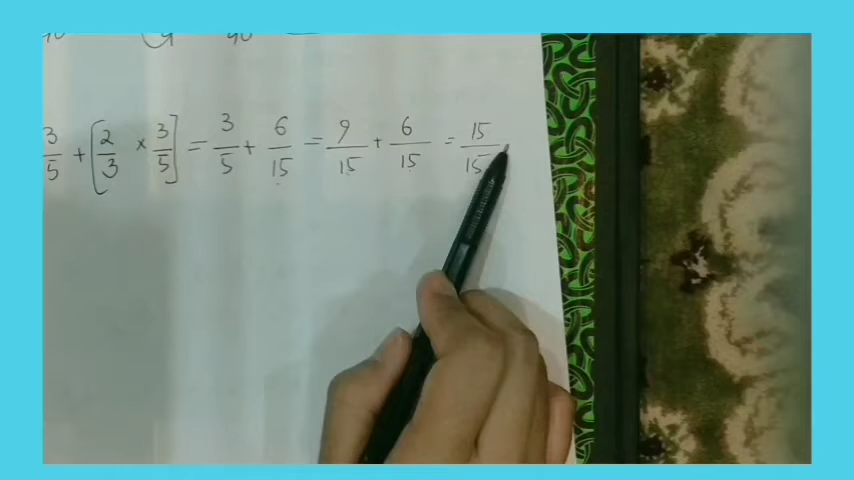 3/5 + [2/3 × 3/5] = 3/5 + 6/15 = 9/15 + 6/15 = 15/15